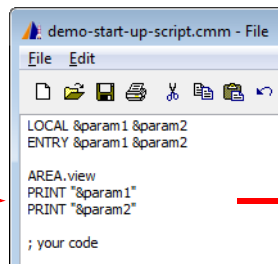 demo-start-up-script.cmm - File
File Edit
LOCAL &param1 &param2
ENTRY &param1 &param2
AREA.view
PRINT "&param1"
PRINT "&param2"
; your code